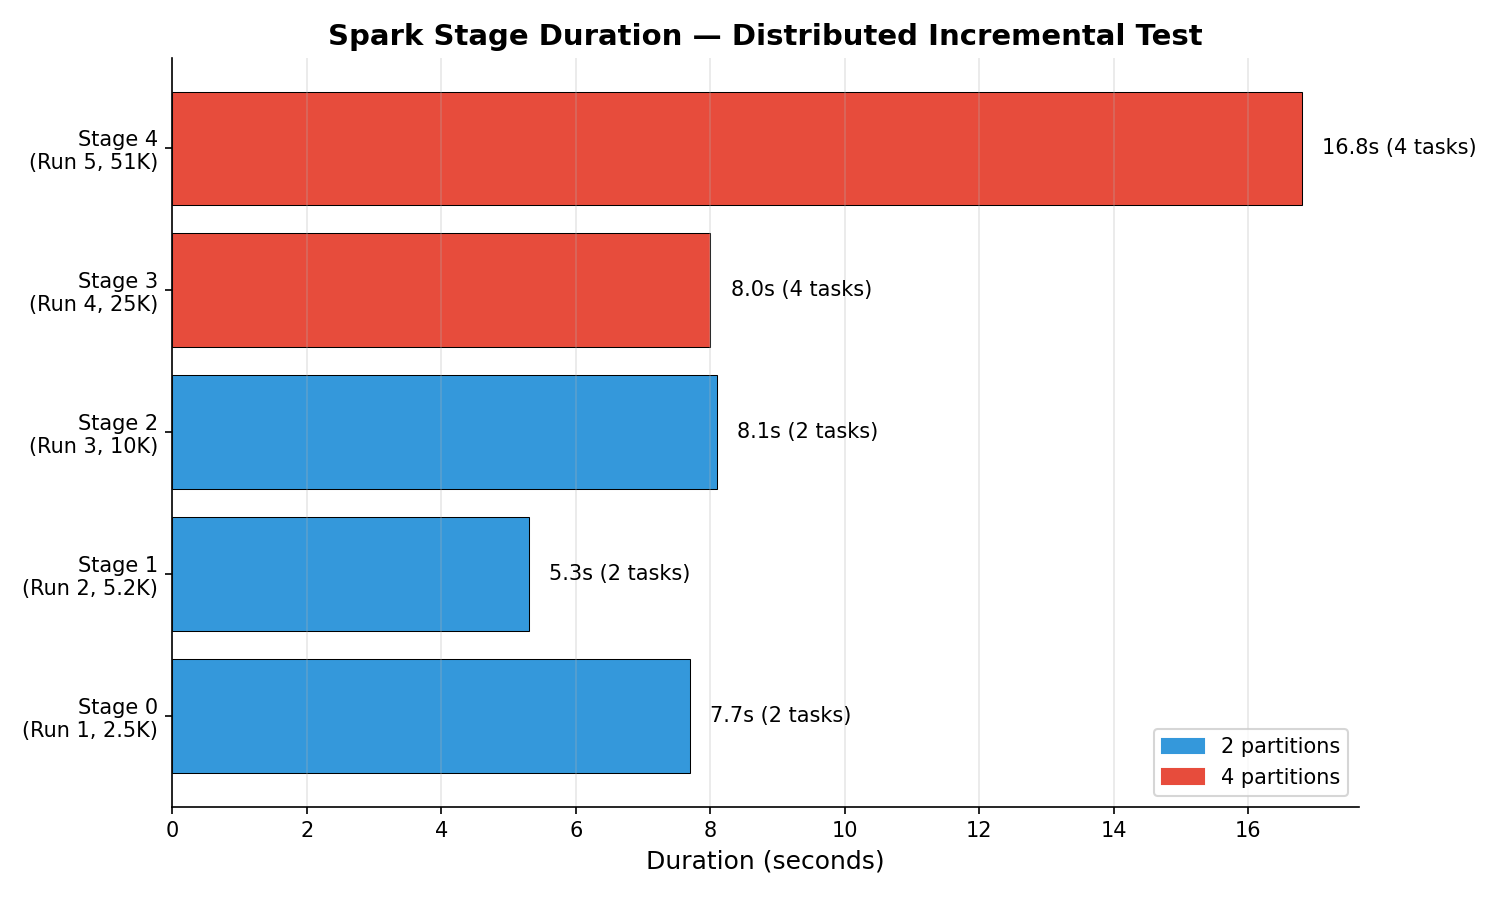 Spark Stage Duration — Distributed Incremental Test
Stage 4
(Run 5, 51K)
16.8s (4 tasks)
Stage 3
(Run 4, 25K)
8.0s (4 tasks)
Stage 2
(Run 3, 10K)
8.1s (2 tasks)
Stage 1
(Run 2, 5.2K)
5.3s (2 tasks)
Stage 0
(Run 1, 2.5K)
7.7s (2 tasks)
2 partitions
4 partitions
0 2 4 6 8 10 12 14 16
Duration (seconds)